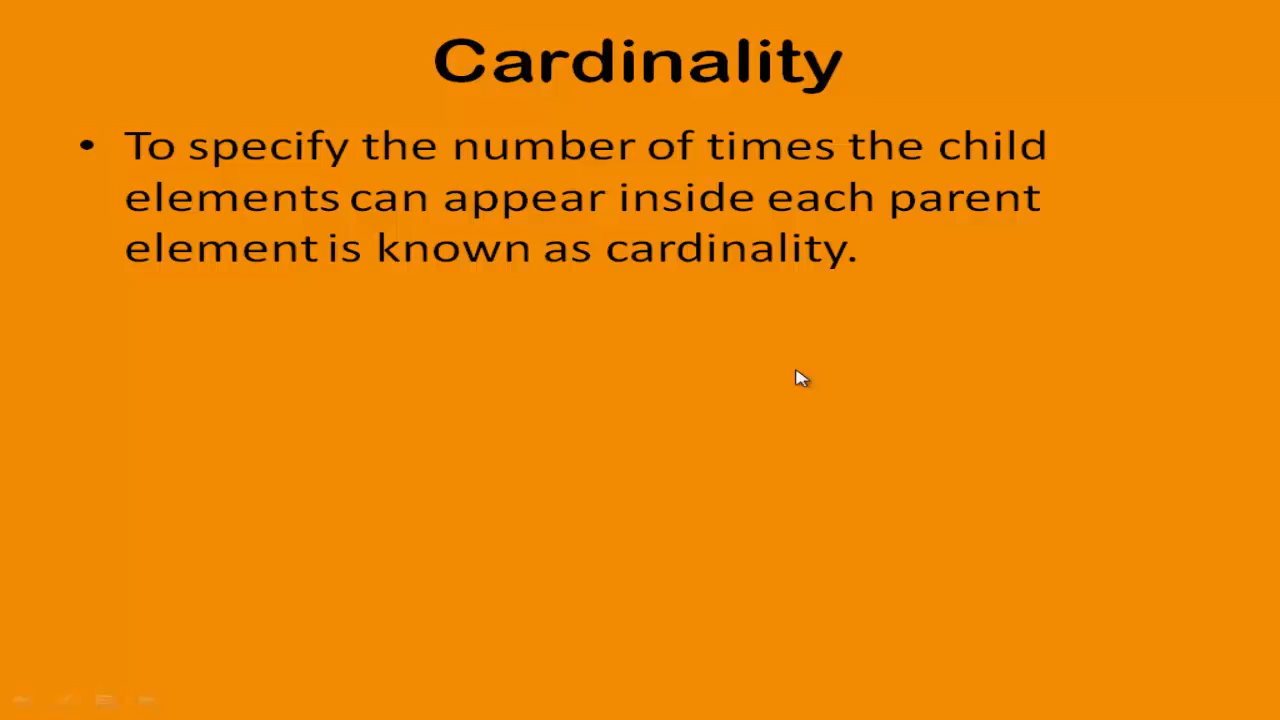 Cardinality
• To specify the number of times the child
elements can appear inside each parent
element is known as cardinality.